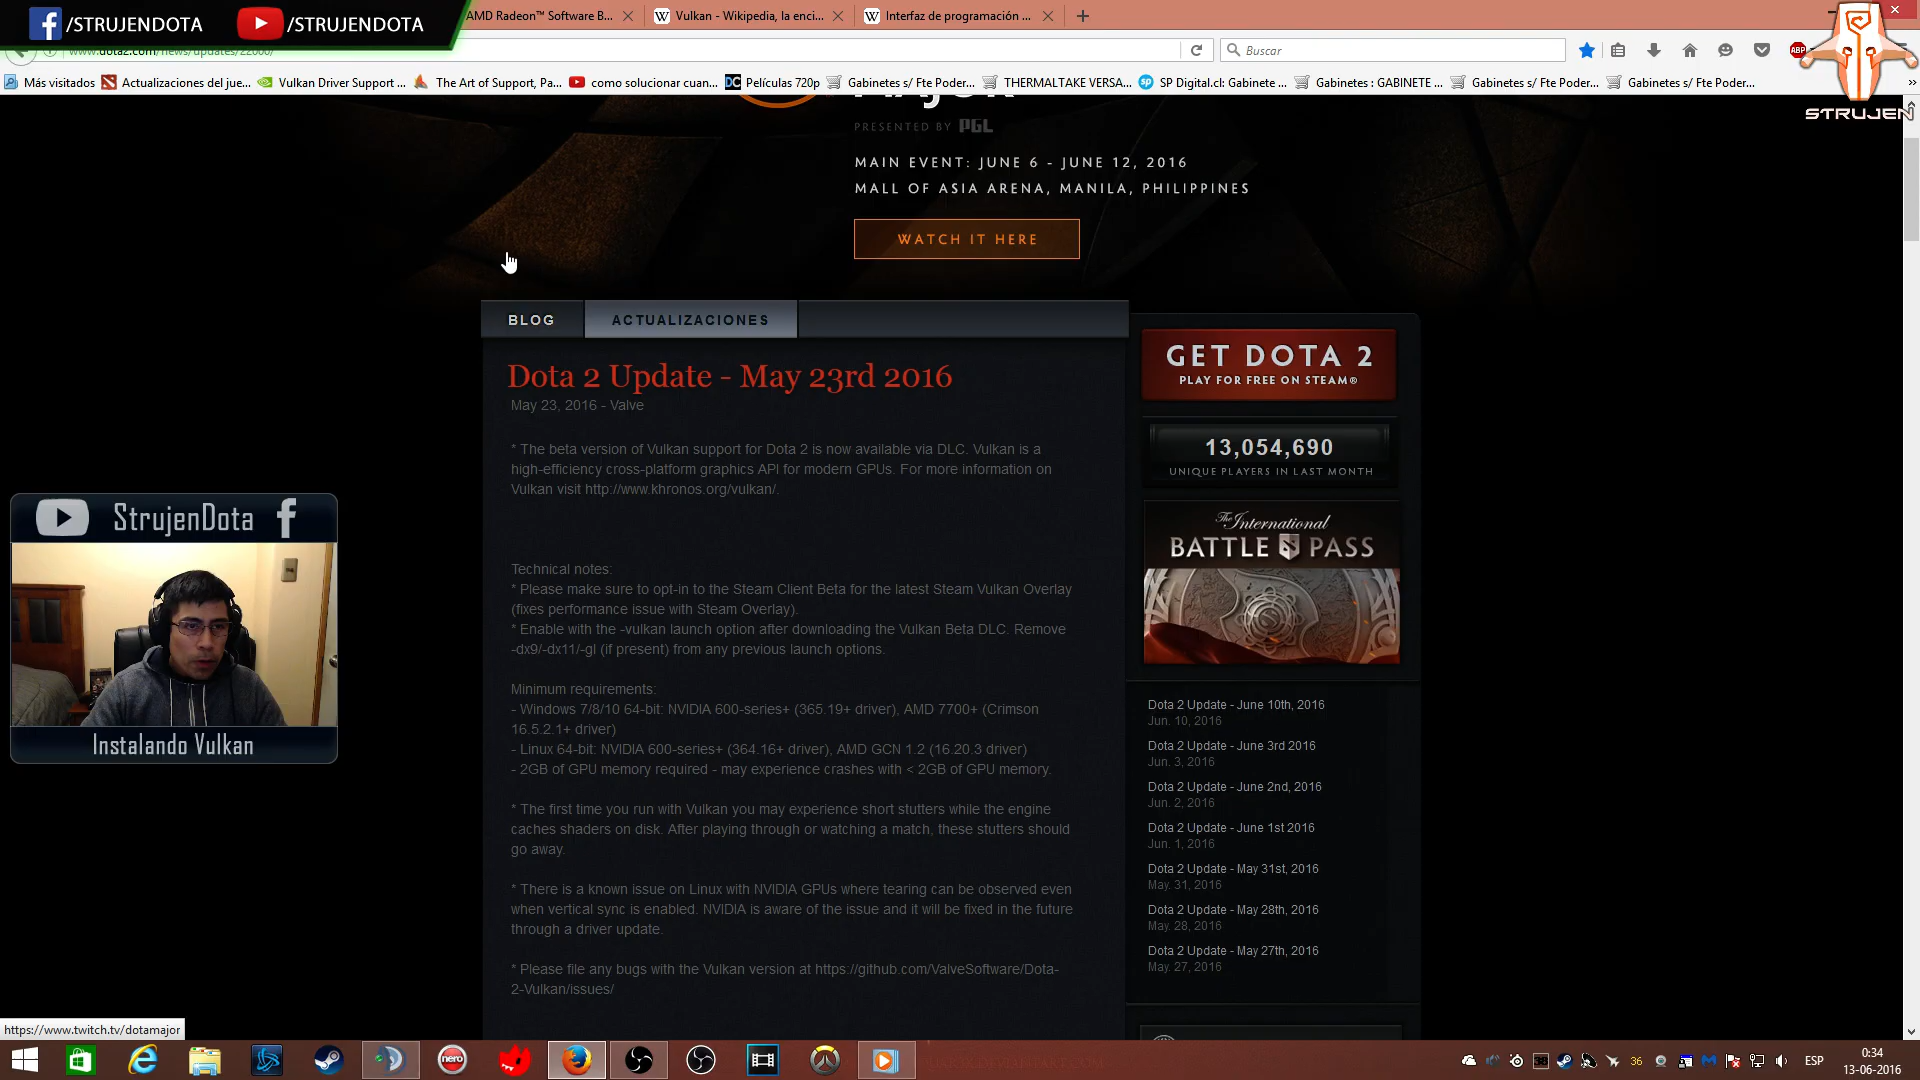 /STRUJENDOTA
/STRUJENDOTA
AMD Radeon™ Software B...
Vulkan - Wikipedia, la enci...
Interfaz de programación ...
www.dota2.com/news/updates/22000/
Buscar
ABP
Más visitados
Actualizaciones del jue...
Vulkan Driver Support ...
The Art of Support, Pa...
como solucionar cuan...
DC Películas 720p
Gabinetes s/ Fte Poder...
THERMALTAKE VERSA...
SP Digital.cl: Gabinete ...
Gabinetes : GABINETE ...
Gabinetes s/ Fte Poder...
Gabinetes s/ Fte Poder...
STRUJEN
MAJOR
PRESENTED BY PGL
MAIN EVENT: JUNE 6 - JUNE 12, 2016
MALL OF ASIA ARENA, MANILA, PHILIPPINES
WATCH IT HERE
BLOG
ACTUALIZACIONES
Dota 2 Update - May 23rd 2016
May 23, 2016 - Valve
* The beta version of Vulkan support for Dota 2 is now available via DLC. Vulkan is a
high-efficiency cross-platform graphics API for modern GPUs. For more information on
Vulkan visit http://www.khronos.org/vulkan/.
Technical notes:
* Please make sure to opt-in to the Steam Client Beta for the latest Steam Vulkan Overlay
(fixes performance issue with Steam Overlay).
* Enable with the -vulkan launch option after downloading the Vulkan Beta DLC. Remove
-dx9/-dx11/-gl (if present) from any previous launch options.
Minimum requirements:
- Windows 7/8/10 64-bit: NVIDIA 600-series+ (365.19+ driver), AMD 7700+ (Crimson
16.5.2.1+ driver)
- Linux 64-bit: NVIDIA 600-series+ (364.16+ driver), AMD GCN 1.2 (16.20.3 driver)
- 2GB of GPU memory required - may experience crashes with < 2GB of GPU memory.
* The first time you run with Vulkan you may experience short stutters while the engine
caches shaders on disk. After playing through or watching a match, these stutters should
go away.
* There is a known issue on Linux with NVIDIA GPUs where tearing can be observed even
when vertical sync is enabled. NVIDIA is aware of the issue and it will be fixed in the future
through a driver update.
* Please file any bugs with the Vulkan version at https://github.com/ValveSoftware/Dota-
2-Vulkan/issues/
GET DOTA 2
PLAY FOR FREE ON STEAM®
13,054,690
UNIQUE PLAYERS IN LAST MONTH
The International
BATTLE PASS
Dota 2 Update - June 10th, 2016
Jun. 10, 2016
Dota 2 Update - June 3rd 2016
Jun. 3, 2016
Dota 2 Update - June 2nd, 2016
Jun. 2, 2016
Dota 2 Update - June 1st 2016
Jun. 1, 2016
Dota 2 Update - May 31st, 2016
May. 31, 2016
Dota 2 Update - May 28th, 2016
May. 28, 2016
Dota 2 Update - May 27th, 2016
May. 27, 2016
StrujenDota
Instalando Vulkan
https://www.twitch.tv/dotamajor
nero
36
ESP
0:34
13-06-2016